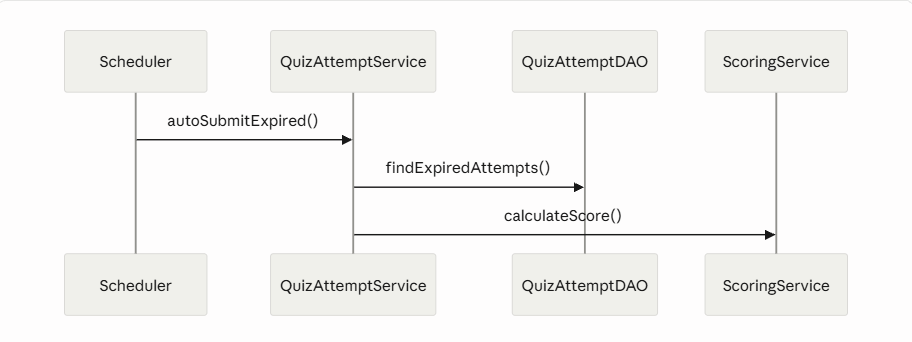 Scheduler
QuizAttemptService
QuizAttemptDAO
ScoringService
autoSubmitExpired()
findExpiredAttempts()
calculateScore()
Scheduler
QuizAttemptService
QuizAttemptDAO
ScoringService